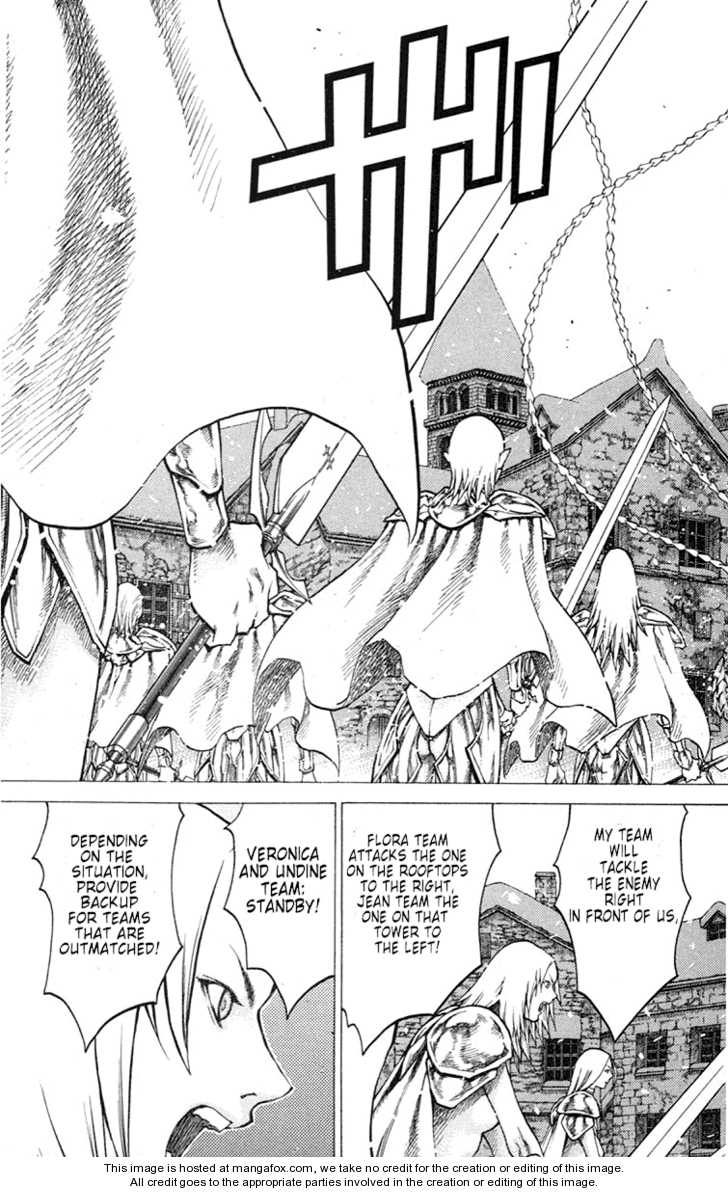 ザッ
MY TEAM
WILL
TACKLE
THE ENEMY
RIGHT
IN FRONT OF US,
FLORA TEAM
ATTACKS THE ONE
ON THE ROOFTOPS
TO THE RIGHT,
JEAN TEAM THE
ONE ON THAT
TOWER TO
THE LEFT!
VERONICA
AND UNDINE
TEAM:
STANDBY!
DEPENDING
ON THE
SITUATION,
PROVIDE
BACKUP
FOR TEAMS
THAT ARE
OUTMATCHED!
This image is hosted at mangafox.com, we take no credit for the creation or editing of this image.
All credit goes to the appropriate parties involved in the creation or editing of this image.